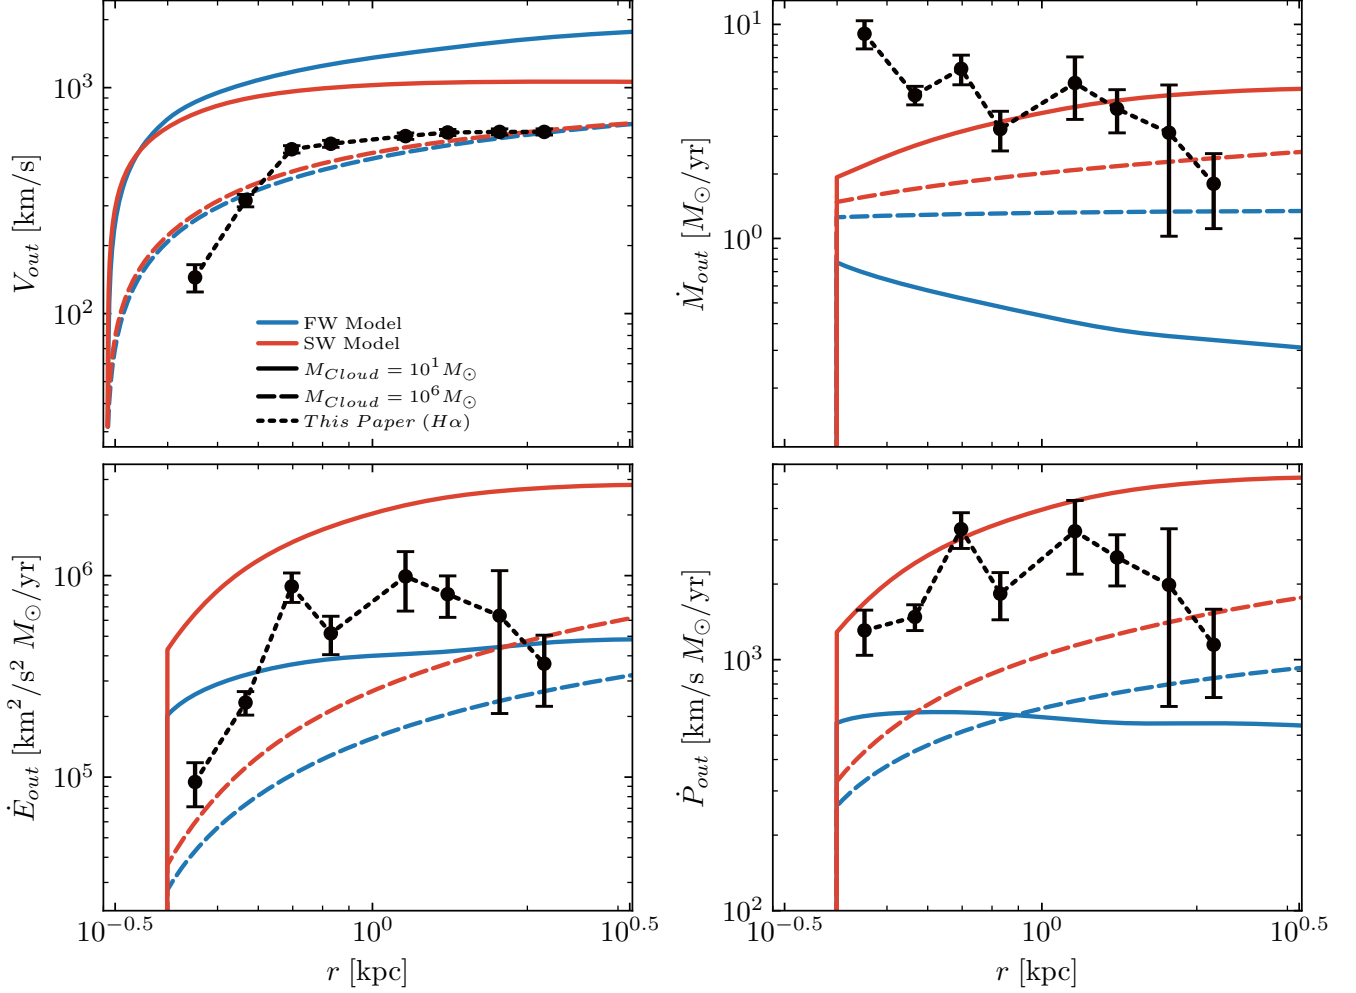 10³
10²
V_out [km/s]
FW Model
SW Model
M_Cloud = 10¹ M_⊙
M_Cloud = 10⁶ M_⊙
This Paper (Hα)
10¹
10⁰
Ṁ_out [M_⊙/yr]
10⁶
10⁵
Ė_out [km²/s² M_⊙/yr]
10^−0.5
10⁰
10^0.5
r [kpc]
10³
10²
Ṗ_out [km/s M_⊙/yr]
10^−0.5
10⁰
10^0.5
r [kpc]